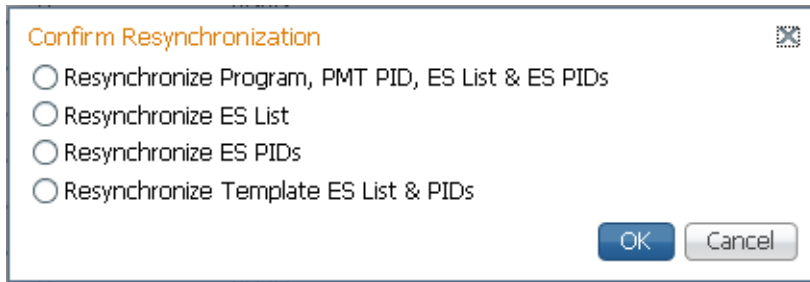 Confirm Resynchronization
Resynchronize Program, PMT PID, ES List & ES PIDs
Resynchronize ES List
Resynchronize ES PIDs
Resynchronize Template ES List & PIDs
OK Cancel